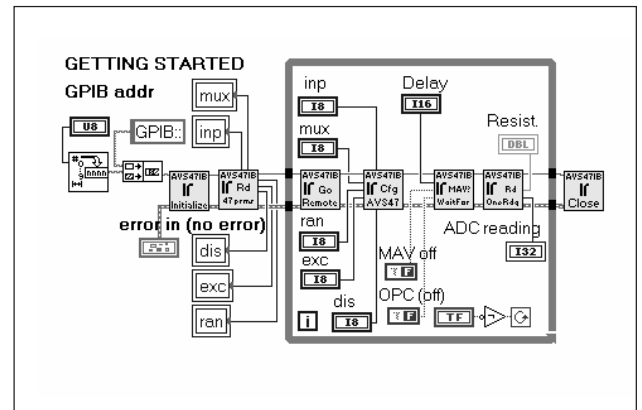 GETTING STARTED
GPIB addr
U8
GPIB::
mux
inp
AVS47IB
Initialize
AVS47IB
Rd
47prms
error in (no error)
dis
exc
ran
inp
I8
mux
I8
Delay
I16
Resist.
DBL
AVS47IB
Go
Remote
AVS47IB
Cfg
AVS47
AVS47IB
MAV?
WaitFor
AVS47IB
Rd
OneRdg
AVS47IB
Close
ran
I8
exc
I8
dis
I8
MAV off
F
OPC (off)
F
ADC reading
I32
TF
i